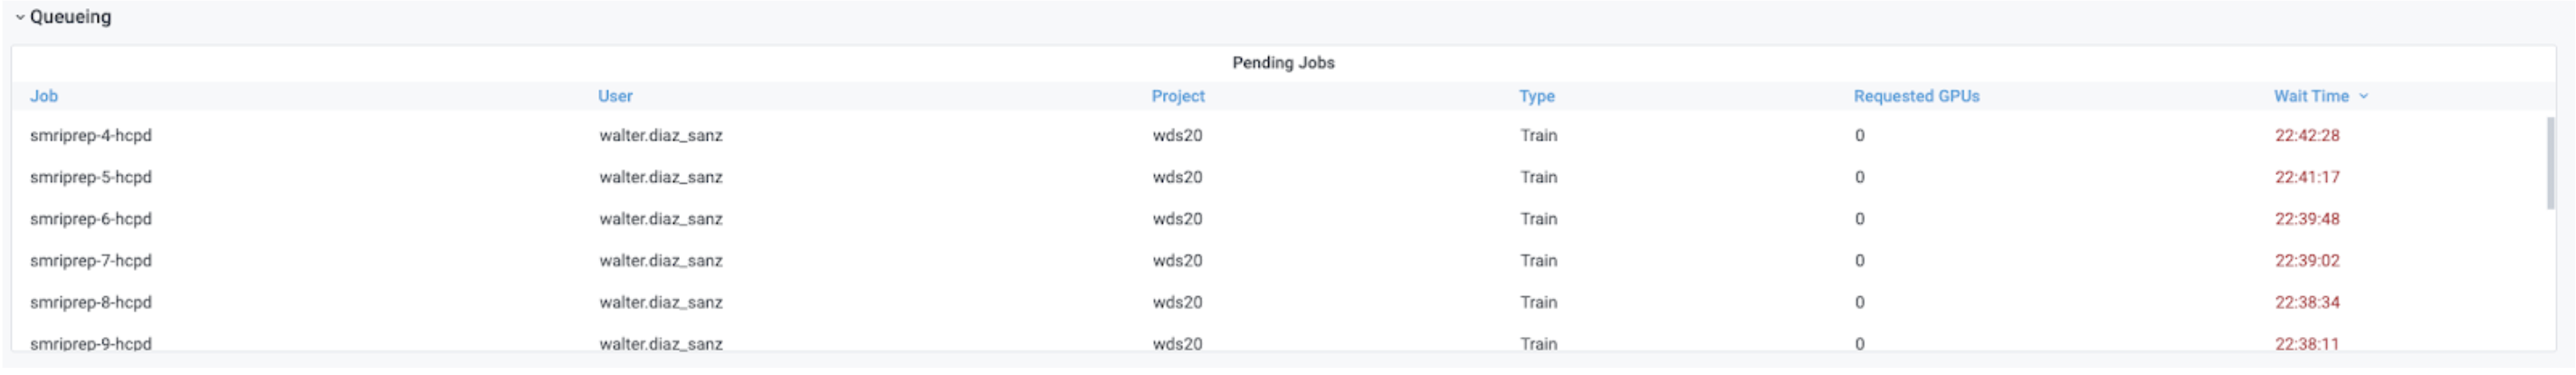 Queueing
Pending Jobs
Job User Project Type Requested GPUs Wait Time
smriprep-4-hcpd walter.diaz_sanz wds20 Train 0 22:42:28
smriprep-5-hcpd walter.diaz_sanz wds20 Train 0 22:41:17
smriprep-6-hcpd walter.diaz_sanz wds20 Train 0 22:39:48
smriprep-7-hcpd walter.diaz_sanz wds20 Train 0 22:39:02
smriprep-8-hcpd walter.diaz_sanz wds20 Train 0 22:38:34
smriprep-9-hcpd walter.diaz_sanz wds20 Train 0 22:38:11